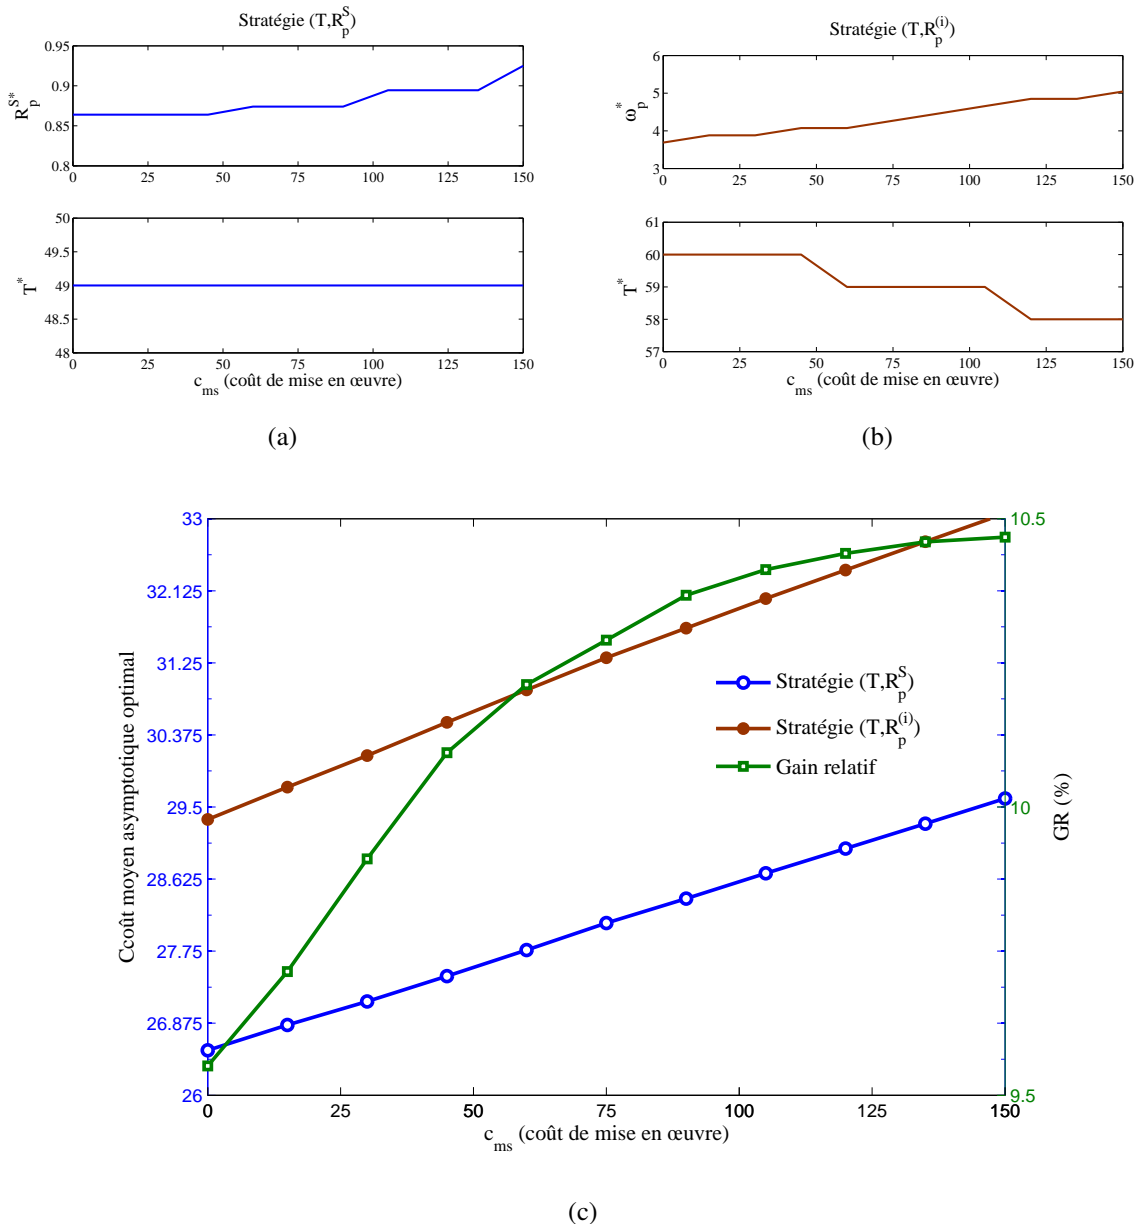 Stratégie (T,R_p^S)
0.95
0.9
0.85
0.8
R_p^{S*}
0 25 50 75 100 125 150
50
49.5
49
48.5
48
T^*
0 25 50 75 100 125 150
c_ms (coût de mise en œuvre)
(a)
Stratégie (T,R_p^{(i)})
6
5
4
3
ω_p^*
0 25 50 75 100 125 150
61
60
59
58
57
T^*
0 25 50 75 100 125 150
c_ms (coût de mise en œuvre)
(b)
33
32.125
31.25
30.375
29.5
28.625
27.75
26.875
26
Ccoût moyen asymptotique optimal
10.5
10
9.5
GR (%)
Stratégie (T,R_p^S)
Stratégie (T,R_p^{(i)})
Gain relatif
0 25 50 75 100 125 150
c_ms (coût de mise en œuvre)
(c)